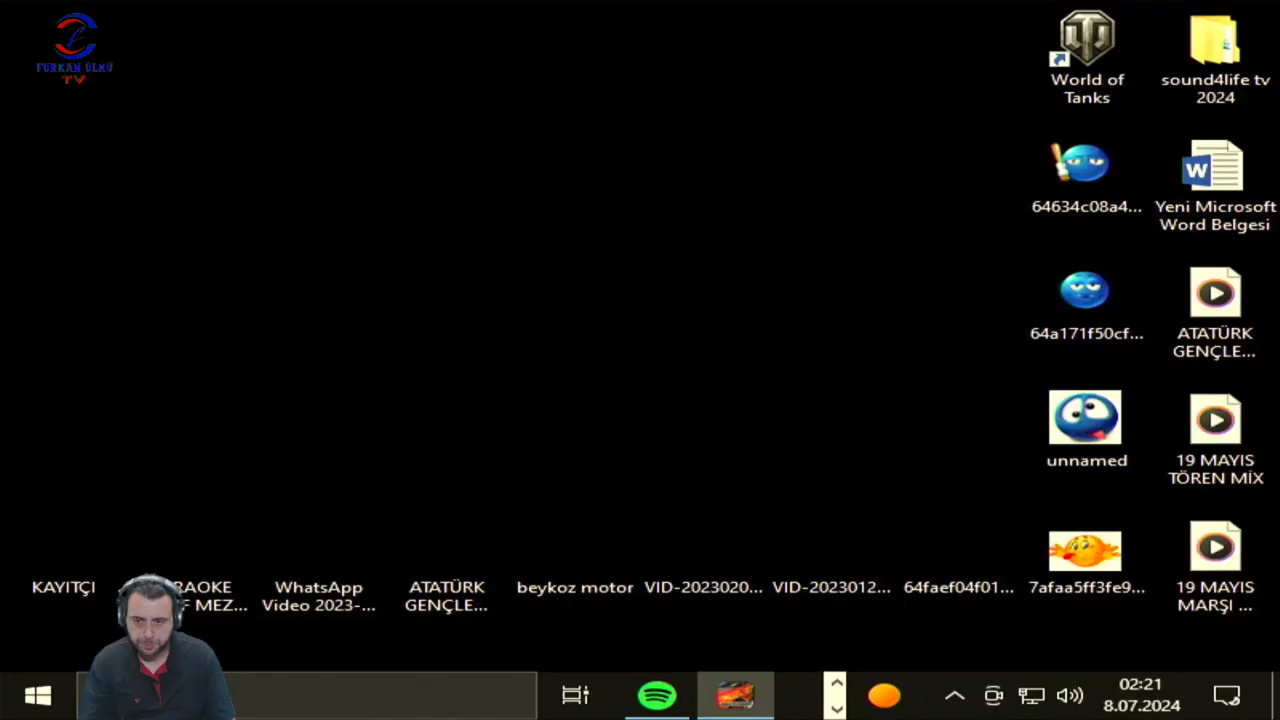 FURKAN ÜLKÜ
TV
World of
Tanks
sound4life tv
2024
64634c08a4...
Yeni Microsoft
Word Belgesi
64a171f50cf...
ATATÜRK
GENÇLE...
unnamed
19 MAYIS
TÖREN MİX
KAYITÇI
RAOKE
F MEZ...
WhatsApp
Video 2023-...
ATATÜRK
GENÇLE...
beykoz motor
VID-2023020...
VID-2023012...
64faef04f01...
7afaa5ff3fe9...
19 MAYIS
MARŞI ...
02:21
8.07.2024